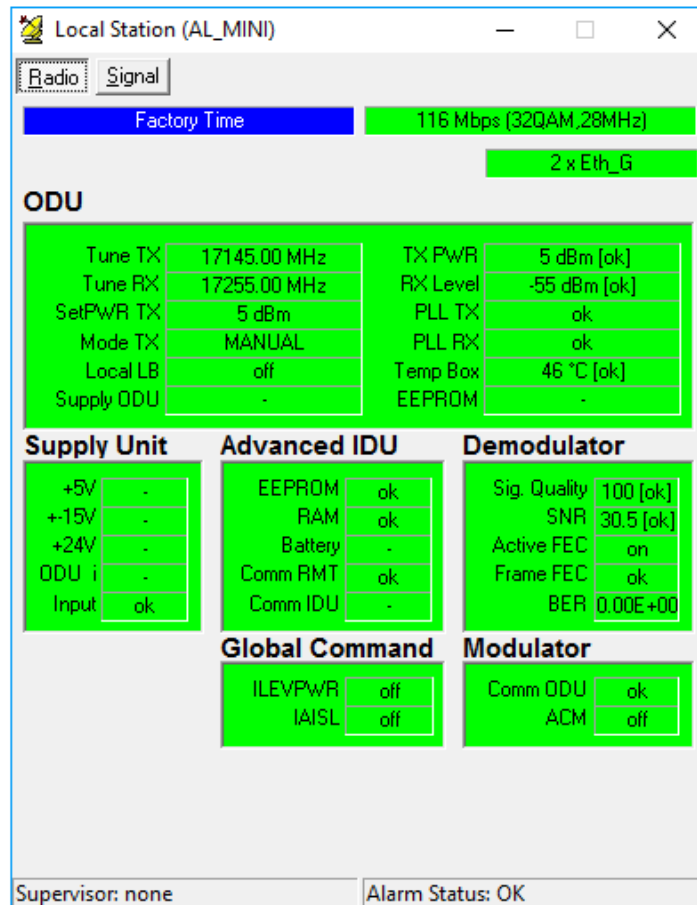 Local Station (AL_MINI)
Radio Signal
Factory Time 116 Mbps (32QAM,28MHz)
2 x Eth_G
ODU
Tune TX 17145.00 MHz TX PWR 5 dBm [ok]
Tune RX 17255.00 MHz RX Level -55 dBm [ok]
SetPWR TX 5 dBm PLL TX ok
Mode TX MANUAL PLL RX ok
Local LB off Temp Box 46 °C [ok]
Supply ODU - EEPROM -
Supply Unit Advanced IDU Demodulator
+5V - EEPROM ok Sig. Quality 100 [ok]
+-15V - RAM ok SNR 30.5 [ok]
+24V - Battery - Active FEC on
ODU i - Comm RMT ok Frame FEC ok
Input ok Comm IDU - BER 0.00E+00
Global Command Modulator
ILEVPWR off Comm ODU ok
IAISL off ACM off
Supervisor: none Alarm Status: OK